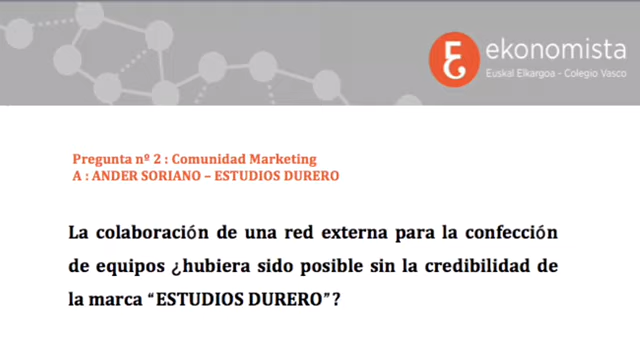 ekonomista
Euskal Elkargoa - Colegio Vasco
Pregunta nº 2 : Comunidad Marketing
A : ANDER SORIANO – ESTUDIOS DURERO
La colaboración de una red externa para la confección
de equipos ¿hubiera sido posible sin la credibilidad de
la marca “ESTUDIOS DURERO”?